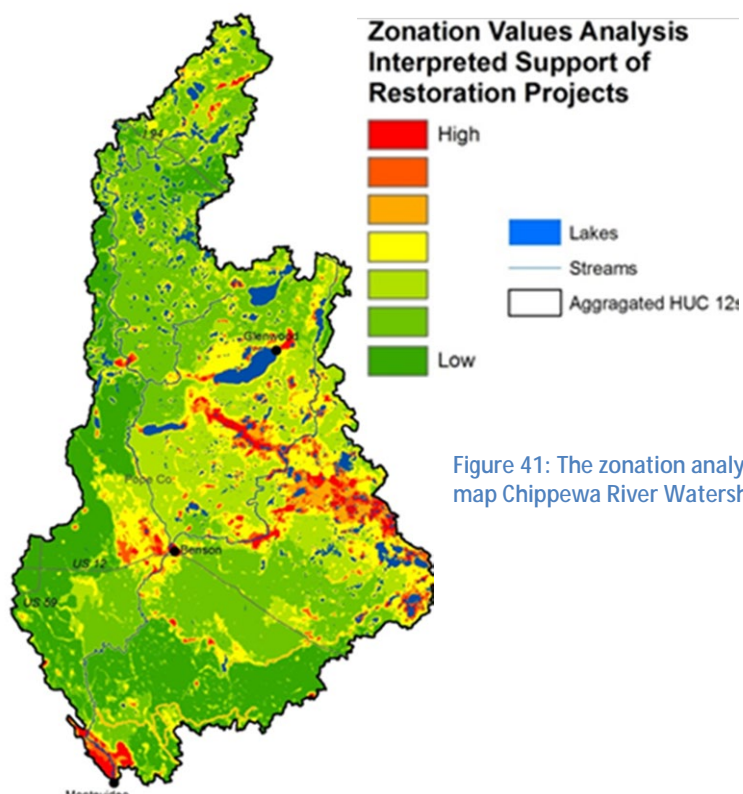 Zonation Values Analysis
Interpreted Support of
Restoration Projects
High
Low
Lakes
Streams
Aggragated HUC 12s
I 94
Glenwood
Pope Co
Benson
US 12
US 59
Figure 41: The zonation analy
map Chippewa River Watersh